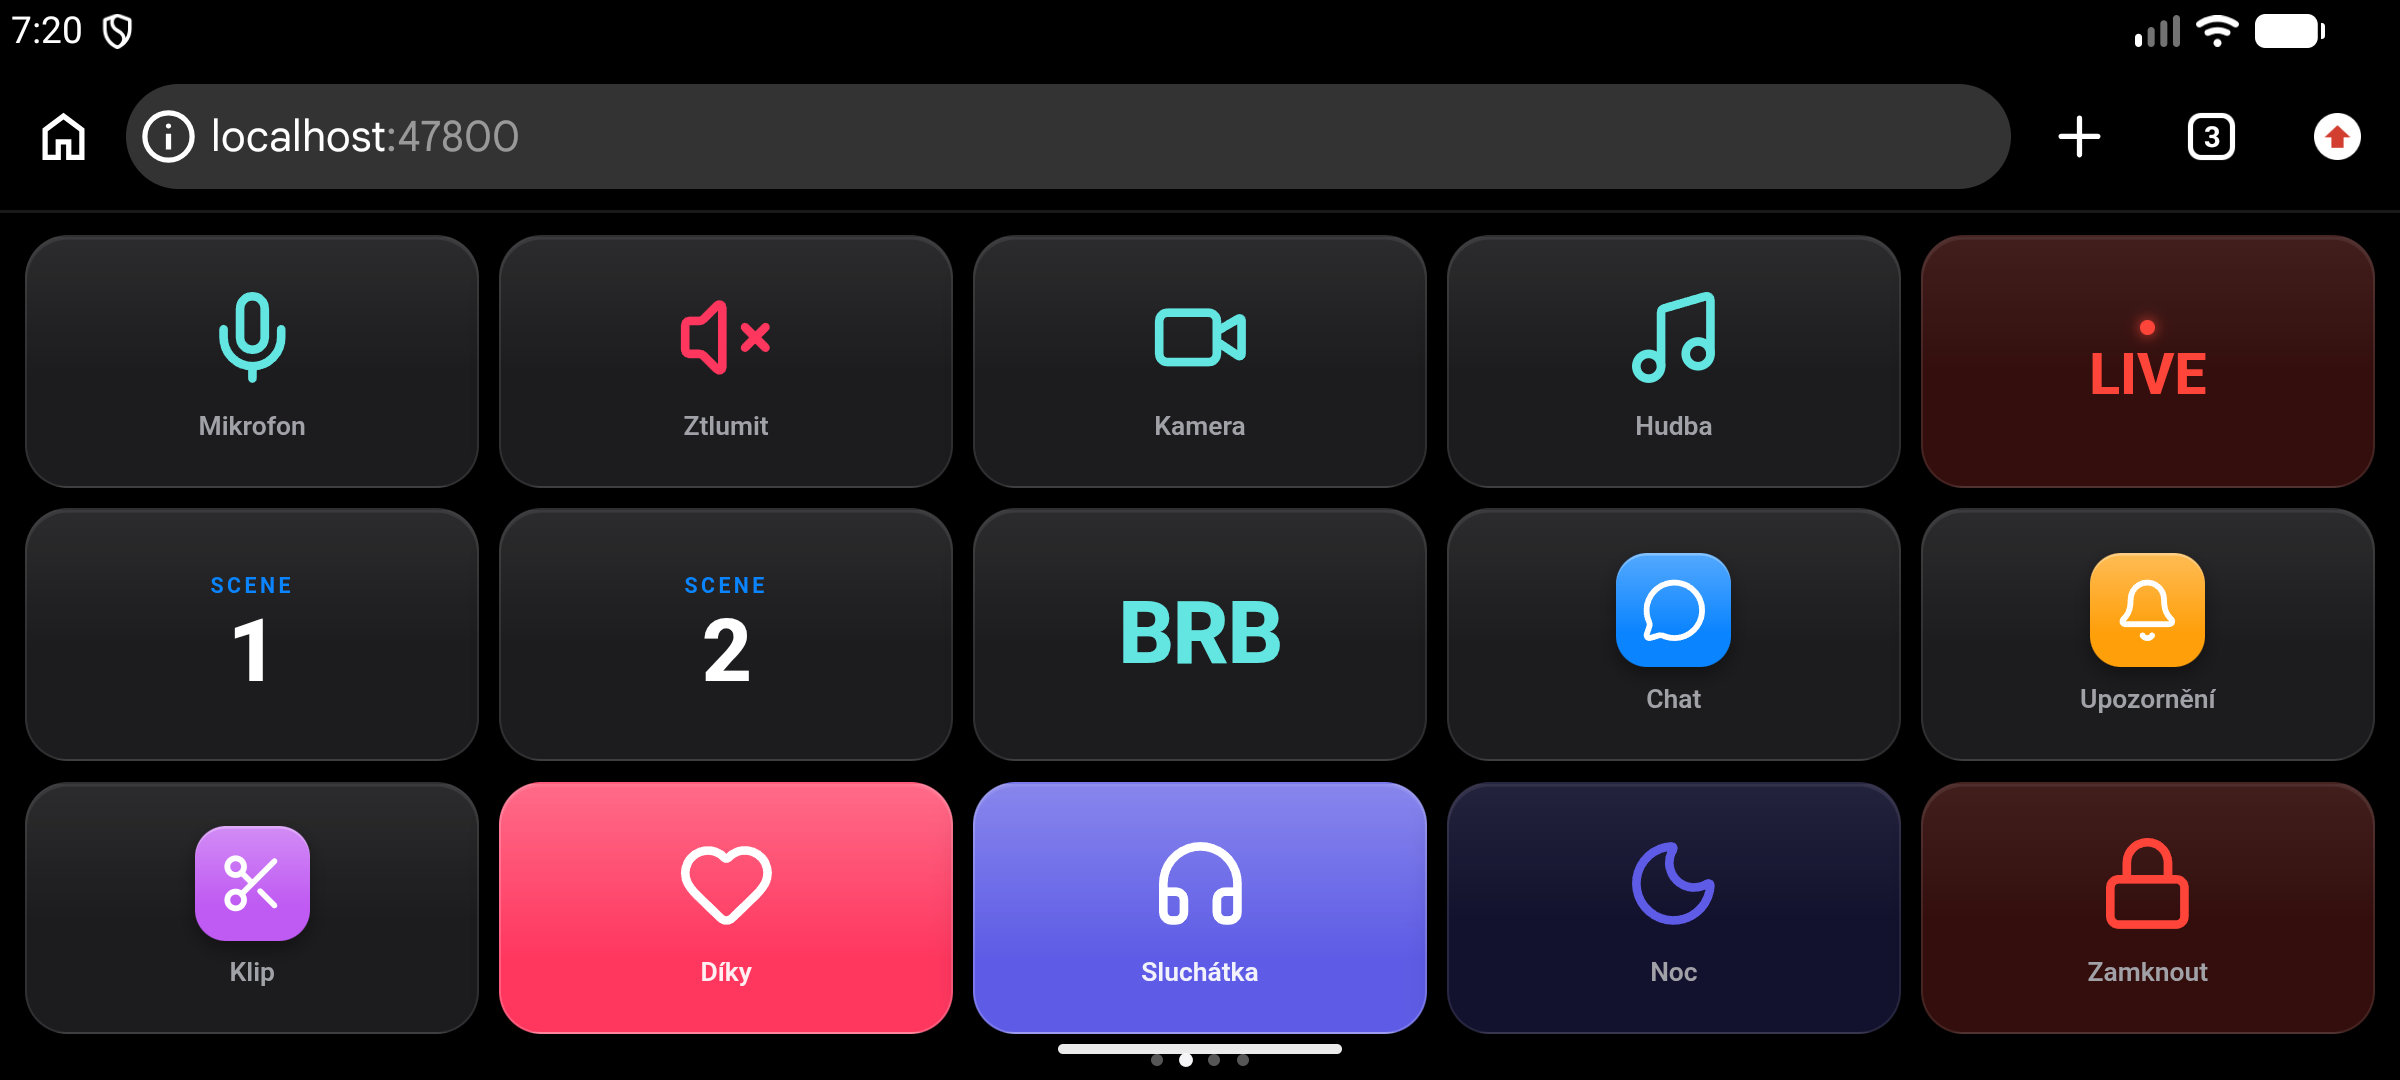 7:20
localhost:47800
3
Mikrofon
Ztlumit
Kamera
Hudba
LIVE
SCENE
1
SCENE
2
BRB
Chat
Upozornění
Klip
Díky
Sluchátka
Noc
Zamknout